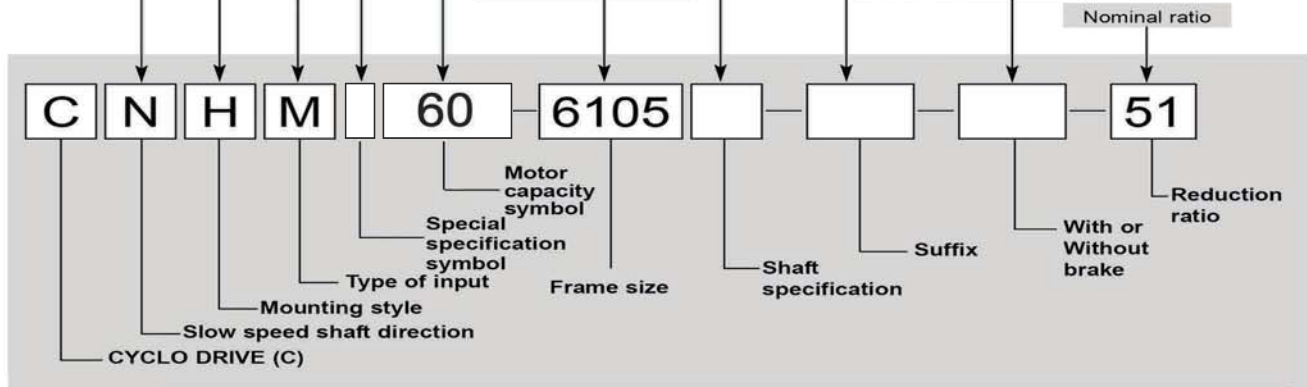 Nominal ratio
C N H M 60 - 6105 - - - 51
Motor
capacity
symbol
Reduction
ratio
Special
specification
symbol
With or
Without
brake
Suffix
Shaft
specification
Type of input
Frame size
Mounting style
Slow speed shaft direction
CYCLO DRIVE (C)